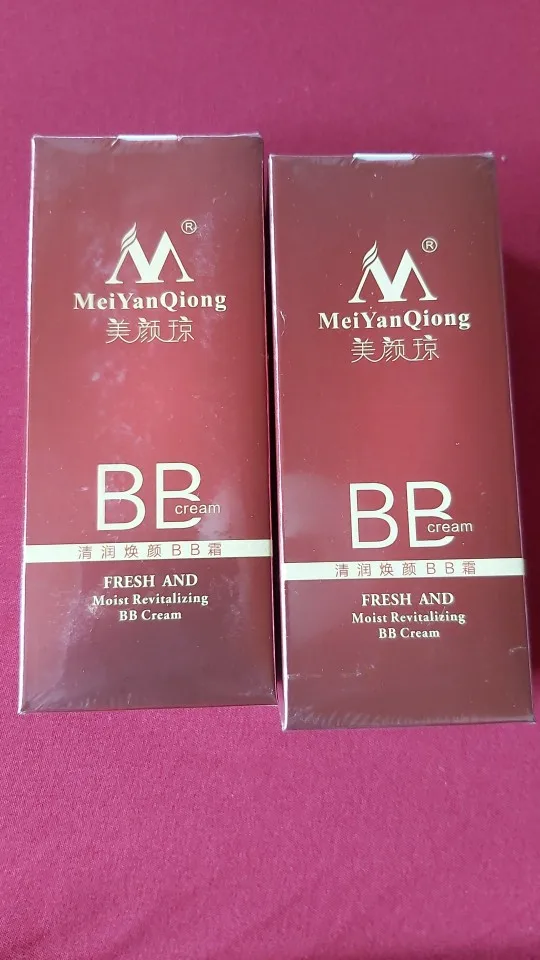 ®
MeiYanQiong
美颜琼
BB
cream
清润焕颜BB霜
FRESH AND
Moist Revitalizing
BB Cream
®
MeiYanQiong
美颜琼
BB
cream
清润焕颜BB霜
FRESH AND
Moist Revitalizing
BB Cream